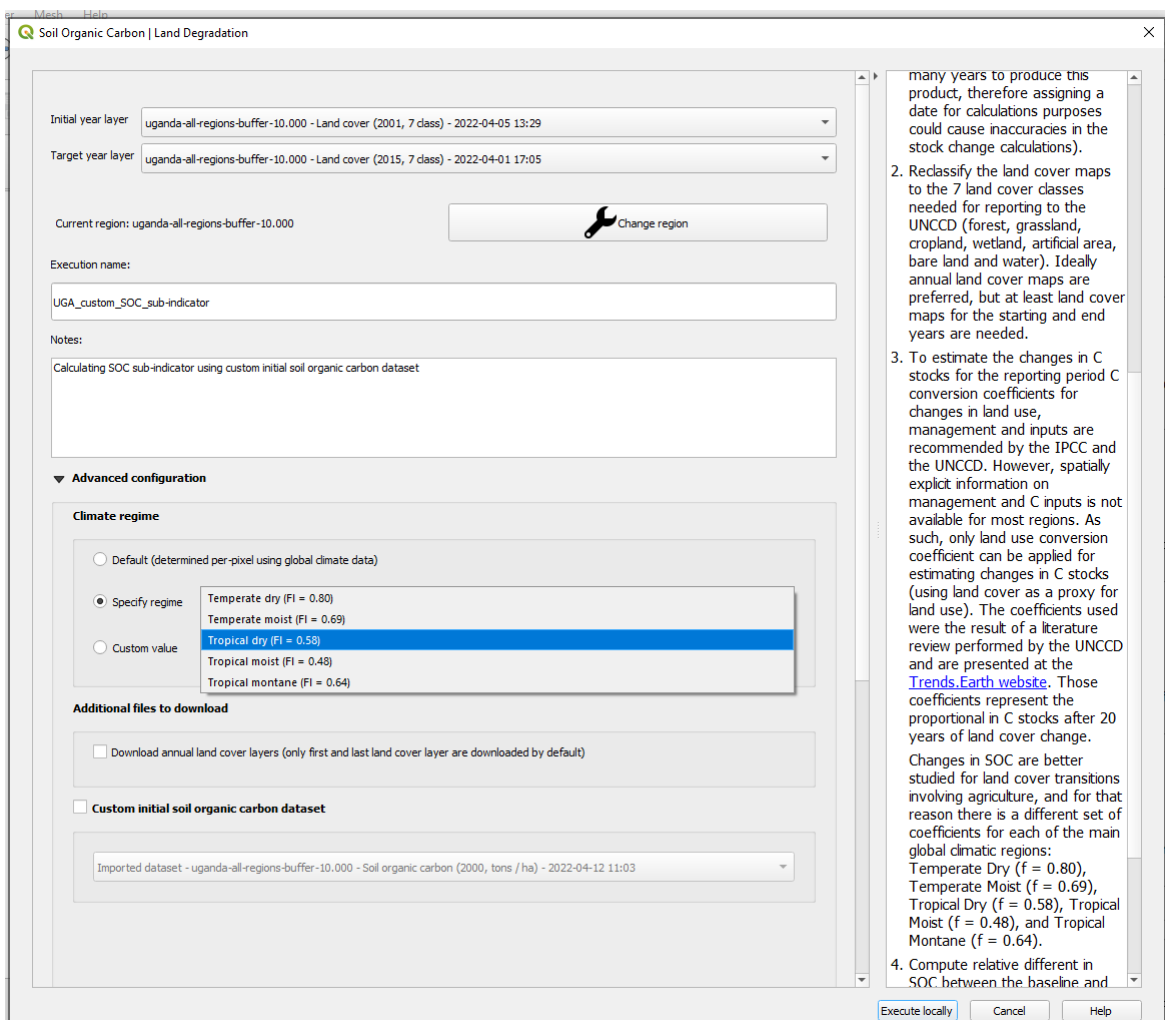 er Mesh Help
Soil Organic Carbon | Land Degradation
Initial year layer
uganda-all-regions-buffer-10.000 - Land cover (2001, 7 class) - 2022-04-05 13:29
Target year layer
uganda-all-regions-buffer-10.000 - Land cover (2015, 7 class) - 2022-04-01 17:05
Current region: uganda-all-regions-buffer-10.000
Change region
Execution name:
UGA_custom_SOC_sub-indicator
Notes:
Calculating SOC sub-indicator using custom initial soil organic carbon dataset
Advanced configuration
Climate regime
Default (determined per-pixel using global climate data)
Specify regime
Temperate dry (FI = 0.80)
Temperate moist (FI = 0.69)
Tropical dry (FI = 0.58)
Tropical moist (FI = 0.48)
Tropical montane (FI = 0.64)
Custom value
Additional files to download
Download annual land cover layers (only first and last land cover layer are downloaded by default)
Custom initial soil organic carbon dataset
Imported dataset - uganda-all-regions-buffer-10.000 - Soil organic carbon (2000, tons / ha) - 2022-04-12 11:03
many years to produce this
product, therefore assigning a
date for calculations purposes
could cause inaccuracies in the
stock change calculations).
2. Reclassify the land cover maps
to the 7 land cover classes
needed for reporting to the
UNCCD (forest, grassland,
cropland, wetland, artificial area,
bare land and water). Ideally
annual land cover maps are
preferred, but at least land cover
maps for the starting and end
years are needed.
3. To estimate the changes in C
stocks for the reporting period C
conversion coefficients for
changes in land use,
management and inputs are
recommended by the IPCC and
the UNCCD. However, spatially
explicit information on
management and C inputs is not
available for most regions. As
such, only land use conversion
coefficient can be applied for
estimating changes in C stocks
(using land cover as a proxy for
land use). The coefficients used
were the result of a literature
review performed by the UNCCD
and are presented at the
Trends.Earth website. Those
coefficients represent the
proportional in C stocks after 20
years of land cover change.
Changes in SOC are better
studied for land cover transitions
involving agriculture, and for that
reason there is a different set of
coefficients for each of the main
global climatic regions:
Temperate Dry (f = 0.80),
Temperate Moist (f = 0.69),
Tropical Dry (f = 0.58), Tropical
Moist (f = 0.48), and Tropical
Montane (f = 0.64).
4. Compute relative different in
SOC between the baseline and
Execute locally
Cancel
Help